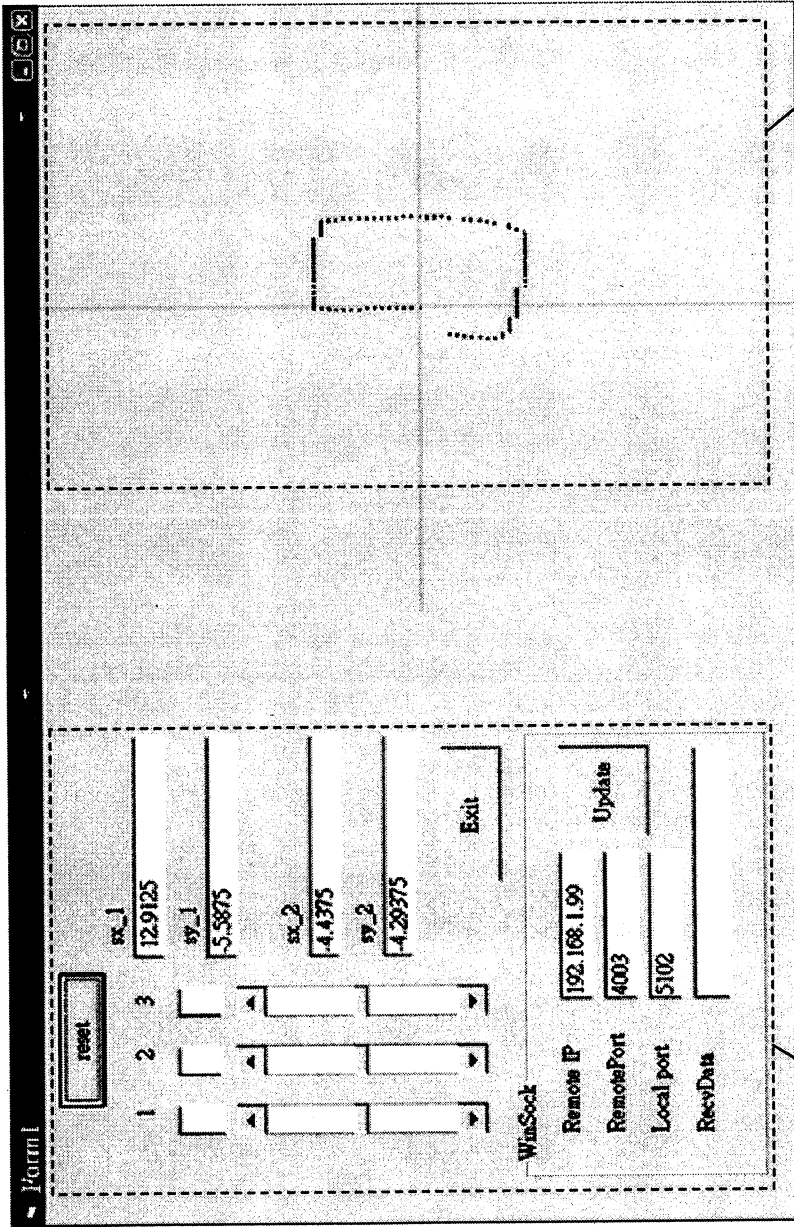 Form1
reset
1 2 3
sx_1
12.9125
sy_1
-5.5875
sx_2
-4.4375
sy_2
-4.29375
Exit
WinSock
Remote IP 192.168.1.99
RemotePort 4003
Update
Local port 5102
RecvData